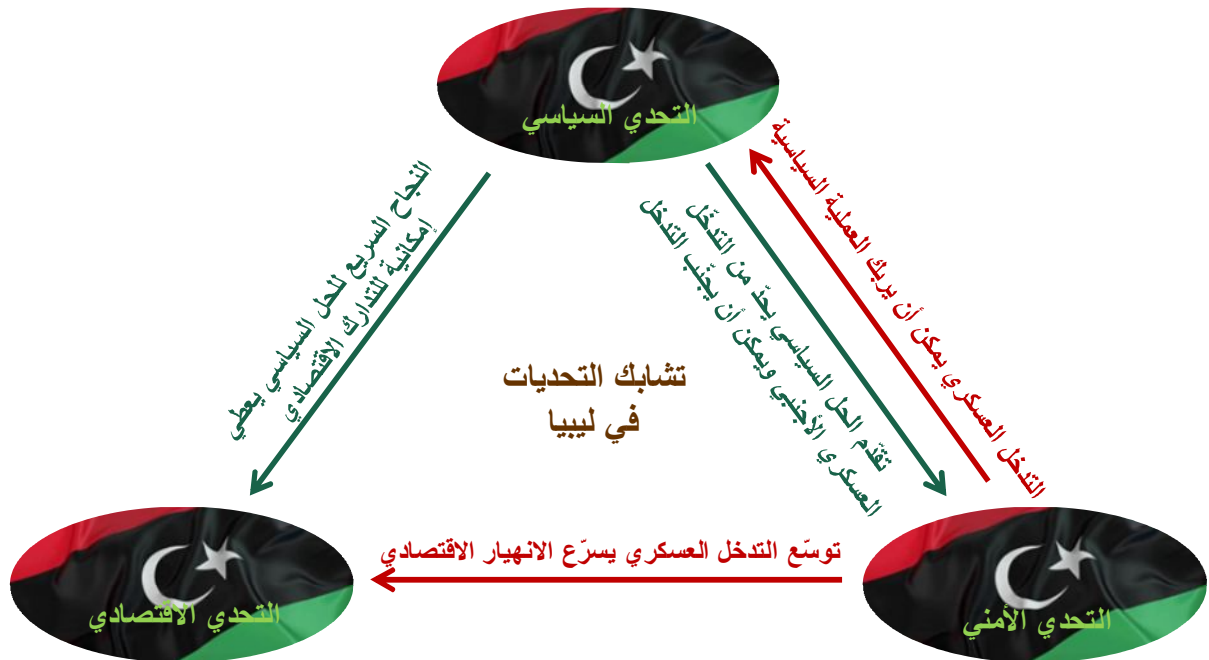 التحدي السياسي
النجاح السريع للحل السياسي يعطي
إمكانية للتدارك الاقتصادي
تقدّم الحل السياسي يحدّ من التدخّل
العسكري الأجنبي ويمكن أن يجنّب التدخل
التدخل العسكري يمكن أن يربك العملية السياسية
تشابك التحديات
في ليبيا
توسّع التدخل العسكري يسرّع الانهيار الاقتصادي
التحدي الأمني
التحدي الاقتصادي